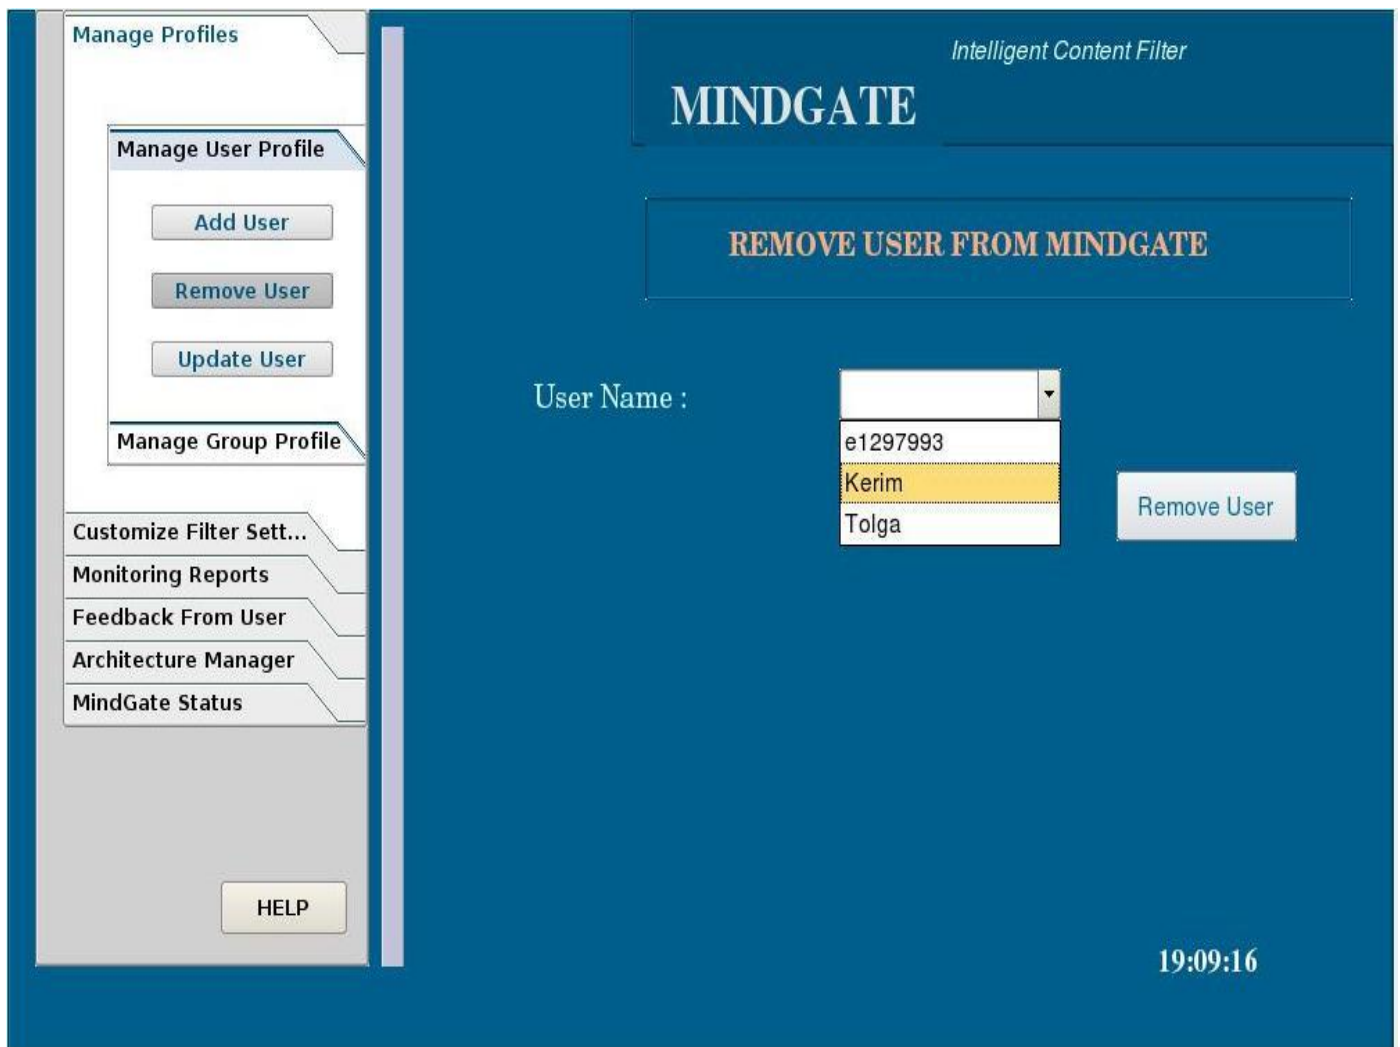 Manage Profiles
Manage User Profile
Add User
Remove User
Update User
Manage Group Profile
Customize Filter Sett...
Monitoring Reports
Feedback From User
Architecture Manager
MindGate Status
HELP
Intelligent Content Filter
MINDGATE
REMOVE USER FROM MINDGATE
User Name :
e1297993
Kerim
Tolga
Remove User
19:09:16